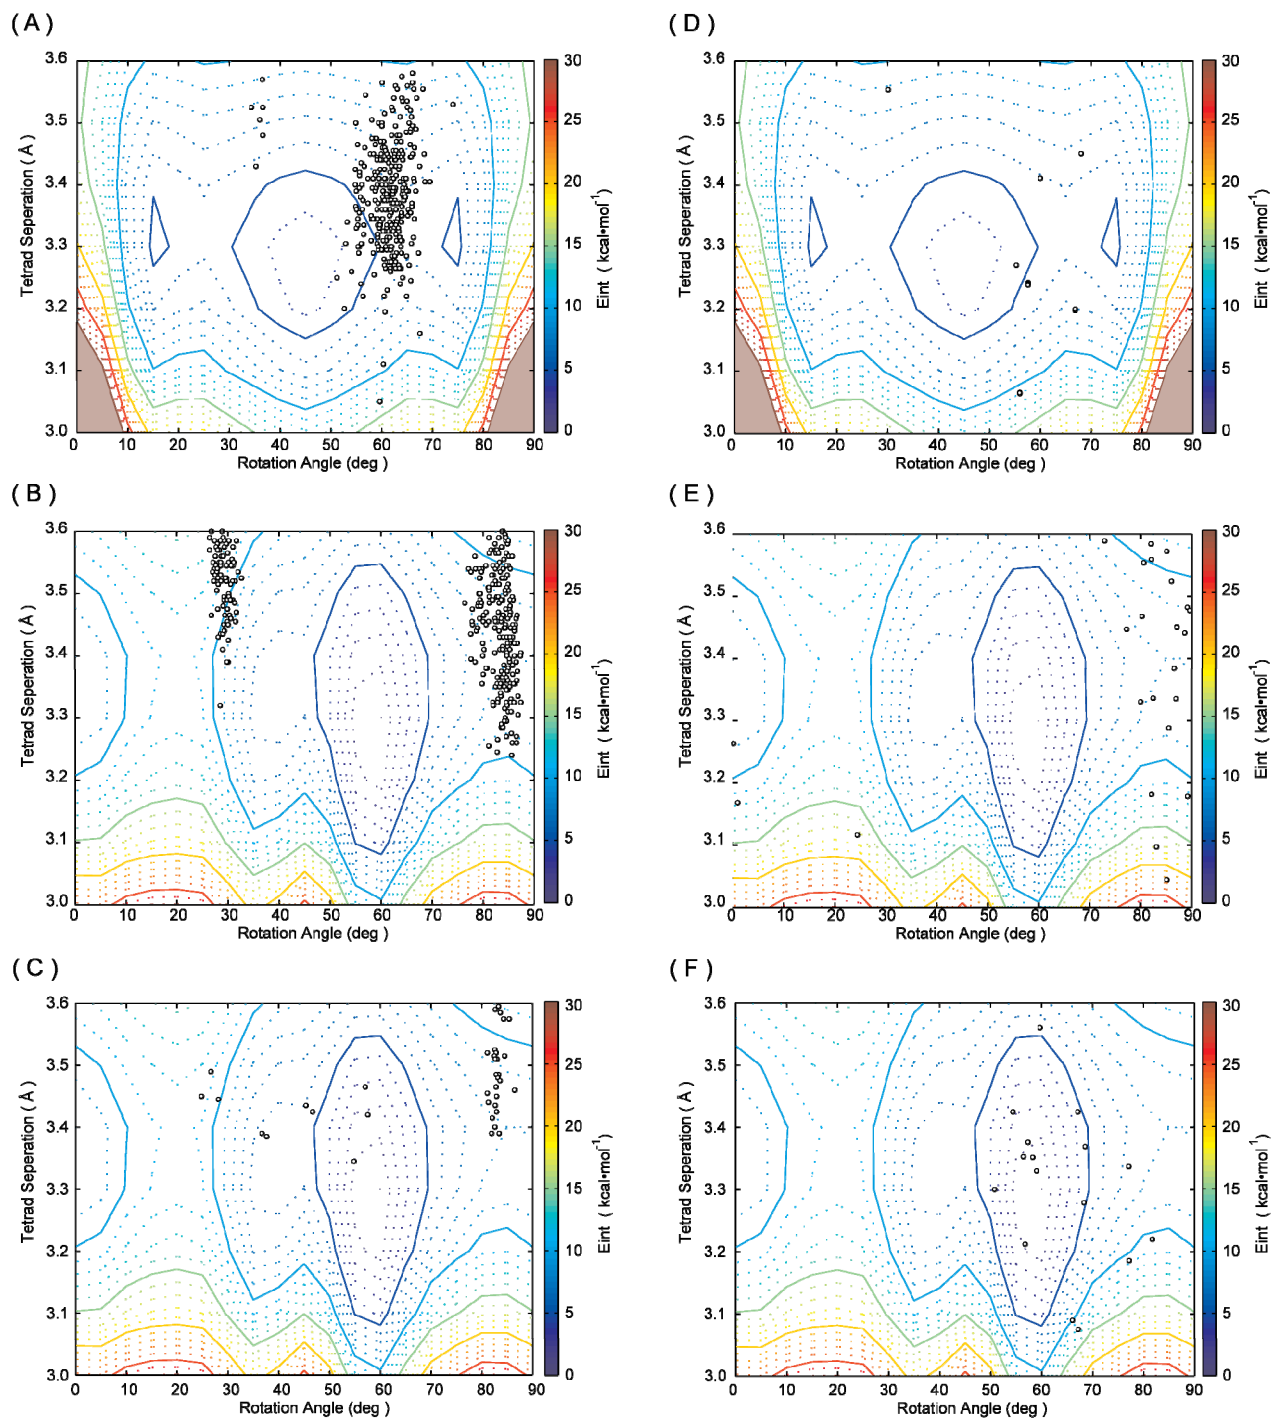 ( A )
3.6
3.5
3.4
3.3
3.2
3.1
3.0
Tetrad Seperation ( Å )
0 10 20 30 40 50 60 70 80 90
Rotation Angle (deg )
30
25
20
15
10
5
0
Eint ( kcal•mol⁻¹)
( D )
3.6
3.5
3.4
3.3
3.2
3.1
3.0
Tetrad Seperation ( Å )
0 10 20 30 40 50 60 70 80 90
Rotation Angle (deg )
30
25
20
15
10
5
0
Eint ( kcal•mol⁻¹)
( B )
3.6
3.5
3.4
3.3
3.2
3.1
3.0
Tetrad Seperation ( Å )
0 10 20 30 40 50 60 70 80 90
Rotation Angle (deg )
30
25
20
15
10
5
0
Eint ( kcal•mol⁻¹)
( E )
3.6
3.5
3.4
3.3
3.2
3.1
3.0
Tetrad Seperation ( Å )
0 10 20 30 40 50 60 70 80 90
Rotation Angle (deg )
30
25
20
15
10
5
0
Eint ( kcal•mol⁻¹)
( C )
3.6
3.5
3.4
3.3
3.2
3.1
3.0
Tetrad Seperation ( Å )
0 10 20 30 40 50 60 70 80 90
Rotation Angle (deg )
30
25
20
15
10
5
0
Eint ( kcal•mol⁻¹)
( F )
3.6
3.5
3.4
3.3
3.2
3.1
3.0
Tetrad Seperation ( Å )
0 10 20 30 40 50 60 70 80 90
Rotation Angle (deg )
30
25
20
15
10
5
0
Eint ( kcal•mol⁻¹)